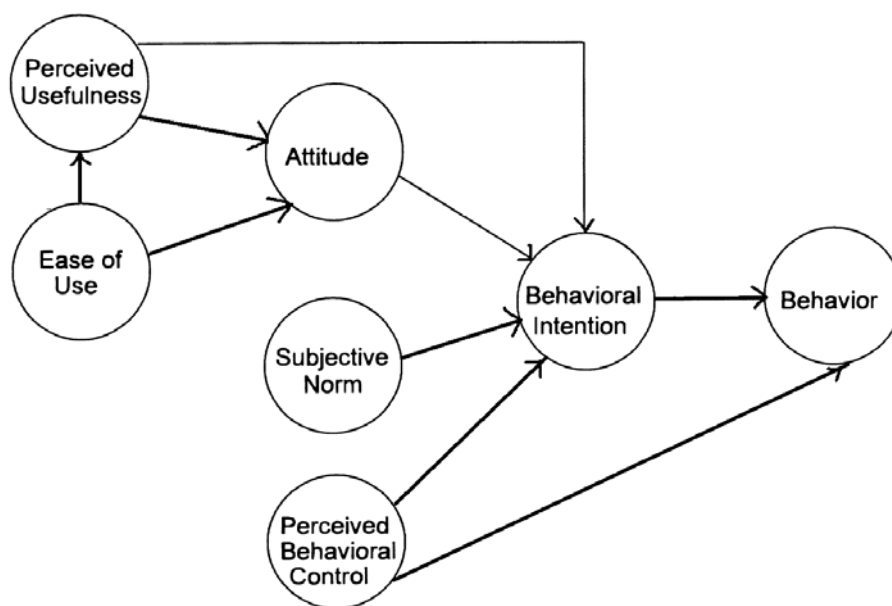 Perceived
Usefulness
Attitude
Ease of
Use
Behavioral
Intention
Behavior
Subjective
Norm
Perceived
Behavioral
Control